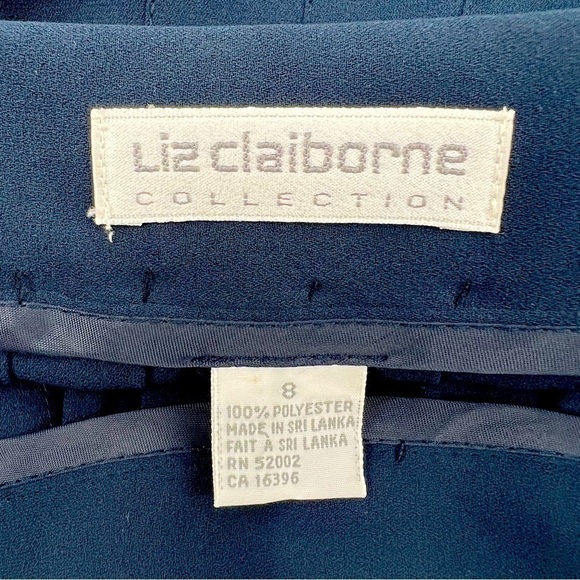 Liz claiborne
COLLECTION
8
100% POLYESTER
MADE IN SRI LANKA
FAIT À SRI LANKA
RN 52002
CA 16396